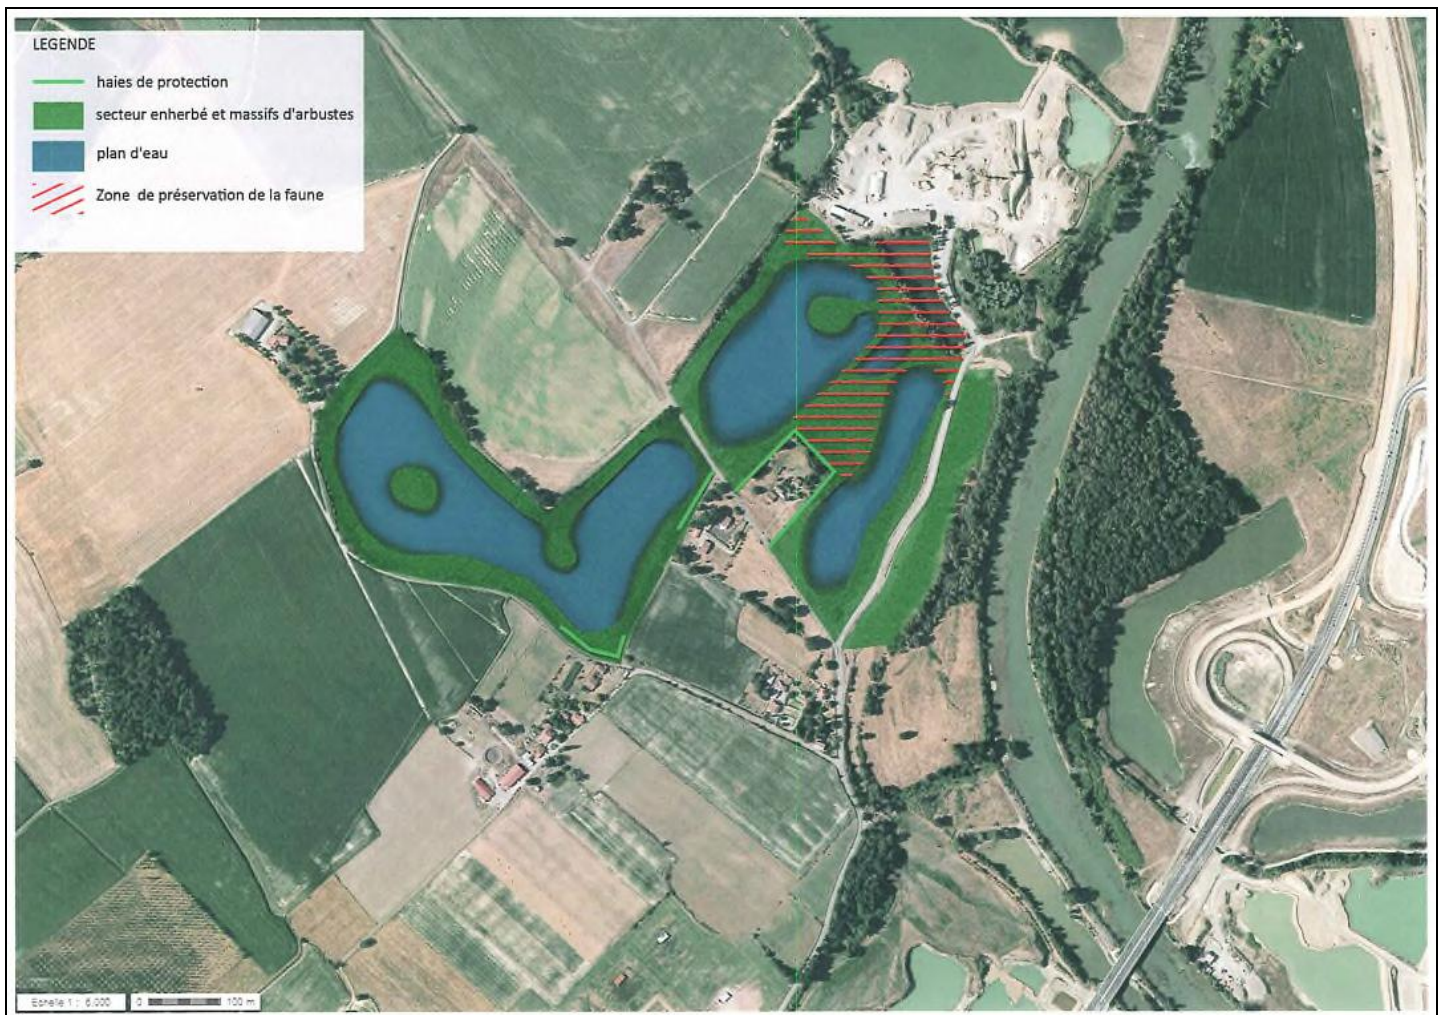 LEGENDE
haies de protection
secteur enherbé et massifs d'arbustes
plan d'eau
Zone de préservation de la faune
Echelle 1 : 6,000 0 100 m